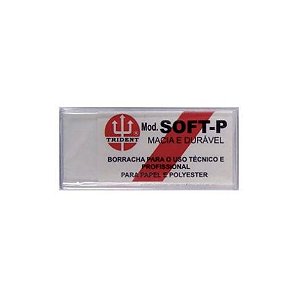 TRIDENT
Mod. SOFT-P
MACIA E DURÁVEL
BORRACHA PARA O USO TÉCNICO E
PROFISSIONAL
PARA PAPEL E POLYESTER